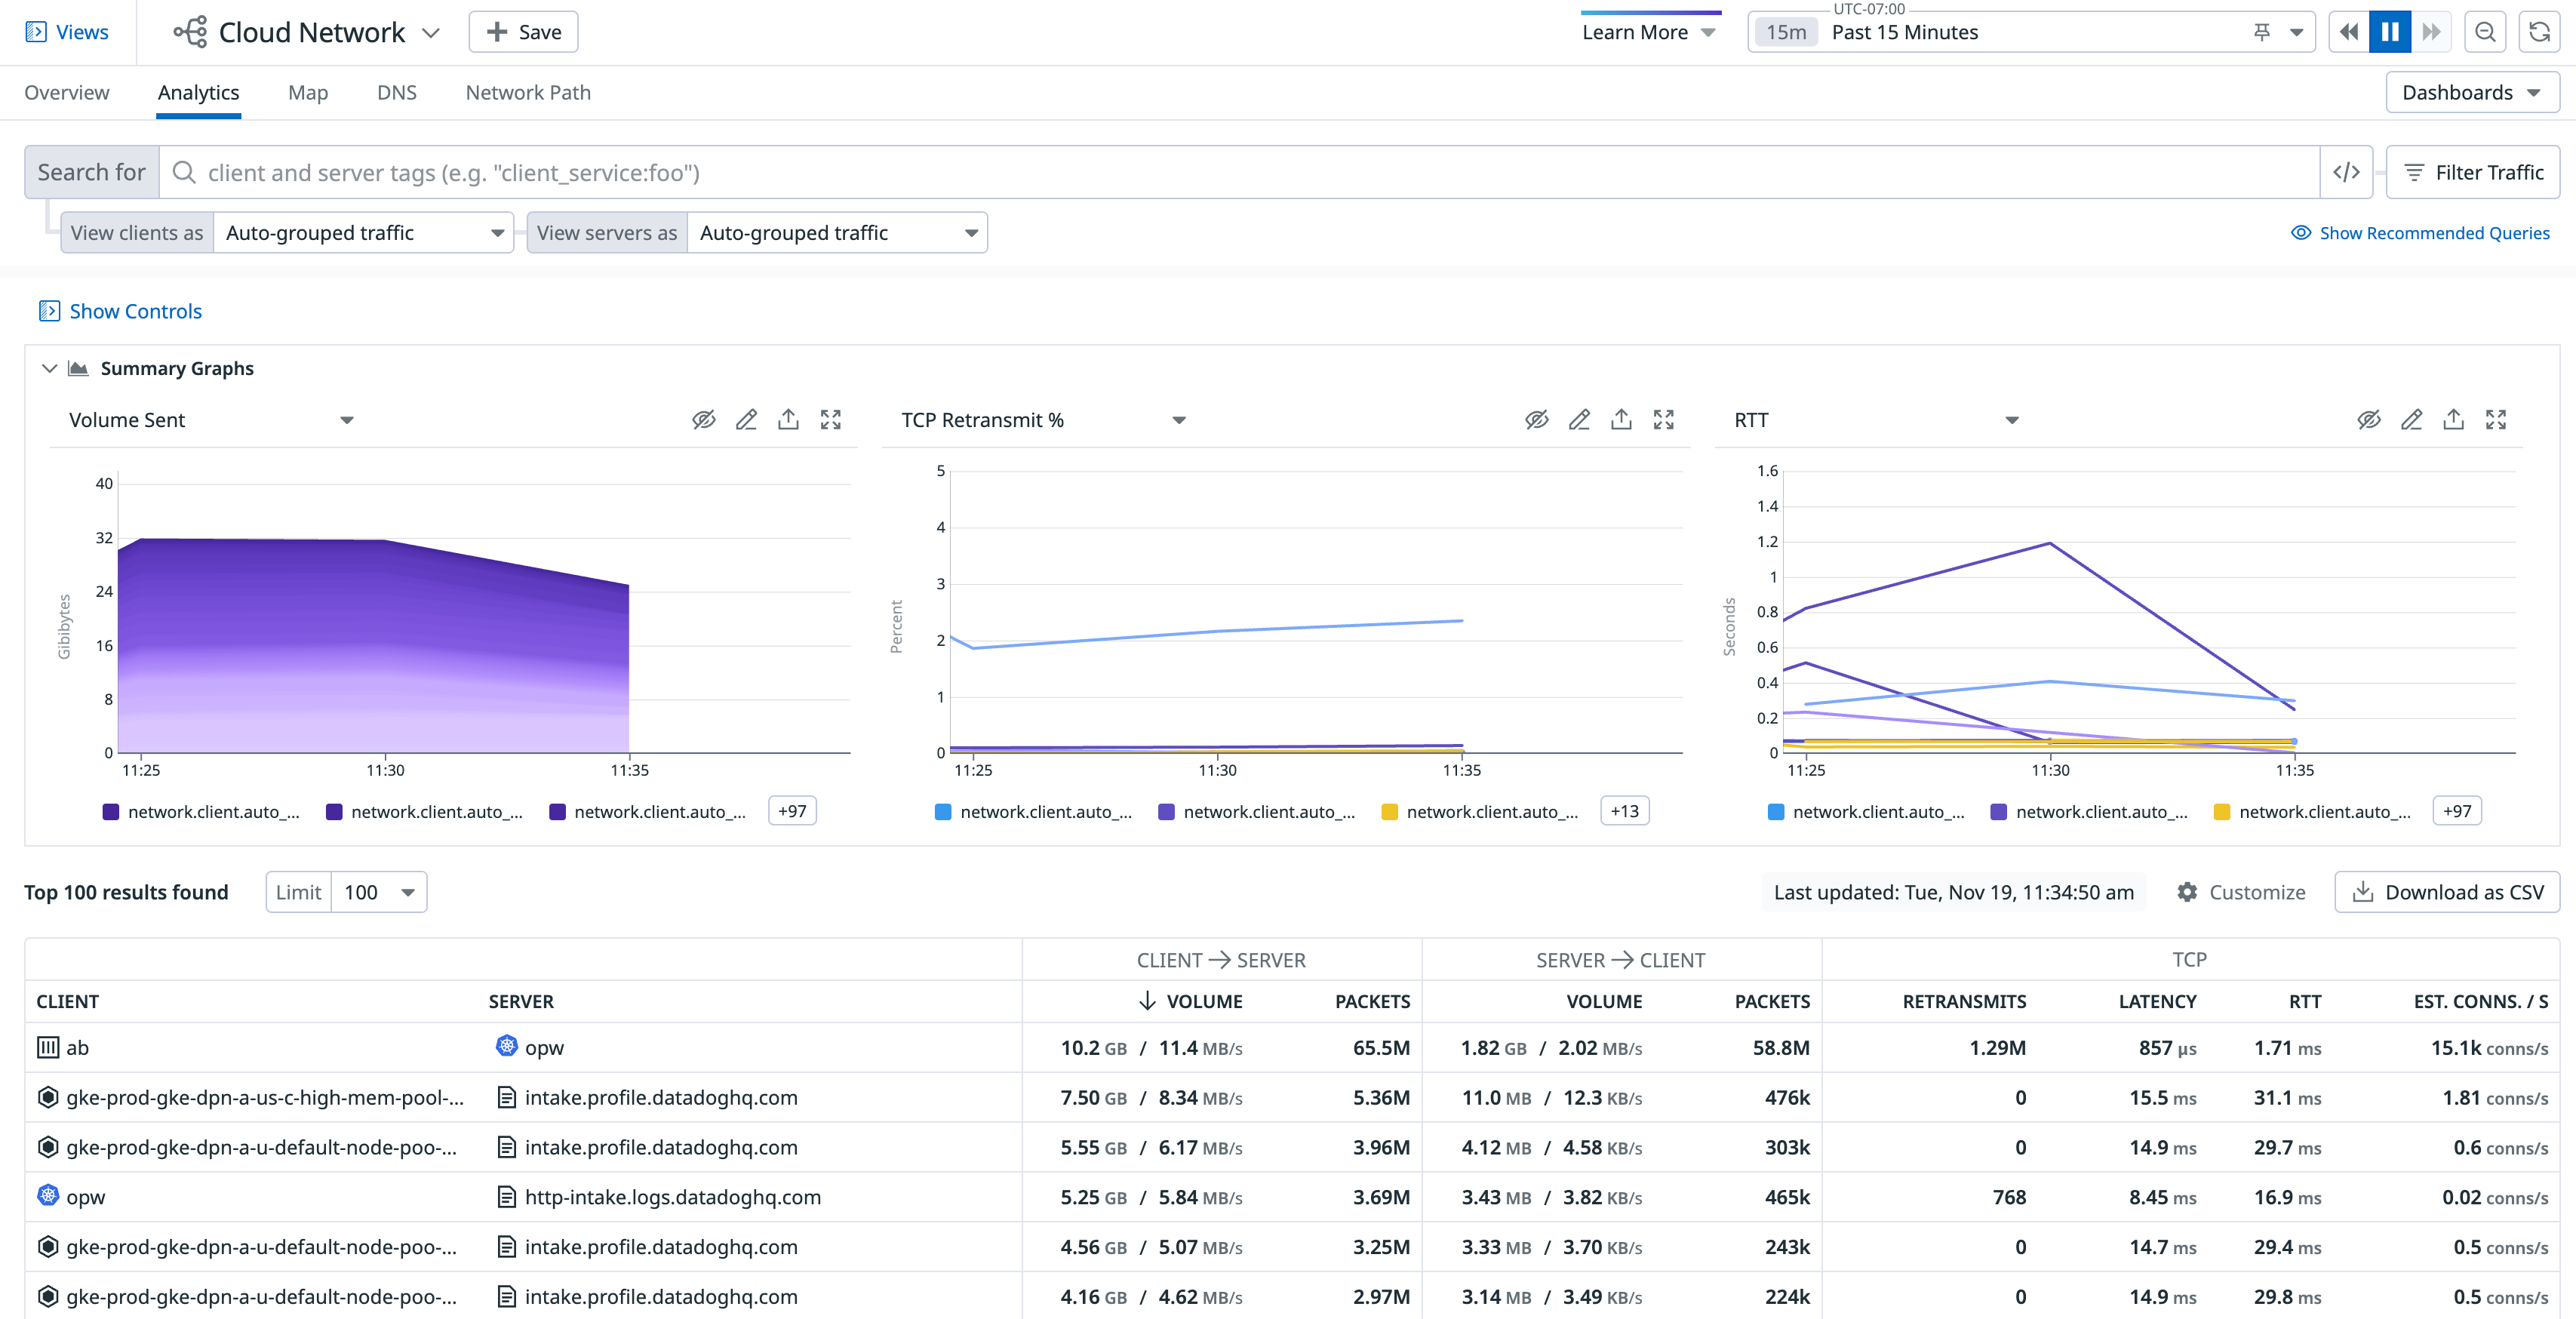 Views
Cloud Network
Save
Learn More
15m Past 15 Minutes
UTC-07:00
Overview Analytics Map DNS Network Path
Dashboards
Search for client and server tags (e.g. "client_service:foo")
</>
Filter Traffic
View clients as Auto-grouped traffic View servers as Auto-grouped traffic
Show Recommended Queries
Show Controls
Summary Graphs
Volume Sent
40
32
24
16
8
0
Gibibytes
11:25 11:30 11:35
network.client.auto_... network.client.auto_... network.client.auto_... +97
TCP Retransmit %
5
4
3
2
1
0
Percent
11:25 11:30 11:35
network.client.auto_... network.client.auto_... network.client.auto_... +13
RTT
1.6
1.4
1.2
1
0.8
0.6
0.4
0.2
0
Seconds
11:25 11:30 11:35
network.client.auto_... network.client.auto_... network.client.auto_... +97
Top 100 results found Limit 100
Last updated: Tue, Nov 19, 11:34:50 am Customize Download as CSV
CLIENT → SERVER SERVER → CLIENT TCP
CLIENT SERVER ↓ VOLUME PACKETS VOLUME PACKETS RETRANSMITS LATENCY RTT EST. CONNS. / S
ab opw 10.2 GB / 11.4 MB/s 65.5M 1.82 GB / 2.02 MB/s 58.8M 1.29M 857 µs 1.71 ms 15.1k conns/s
gke-prod-gke-dpn-a-us-c-high-mem-pool-... intake.profile.datadoghq.com 7.50 GB / 8.34 MB/s 5.36M 11.0 MB / 12.3 KB/s 476k 0 15.5 ms 31.1 ms 1.81 conns/s
gke-prod-gke-dpn-a-u-default-node-poo-... intake.profile.datadoghq.com 5.55 GB / 6.17 MB/s 3.96M 4.12 MB / 4.58 KB/s 303k 0 14.9 ms 29.7 ms 0.6 conns/s
opw http-intake.logs.datadoghq.com 5.25 GB / 5.84 MB/s 3.69M 3.43 MB / 3.82 KB/s 465k 768 8.45 ms 16.9 ms 0.02 conns/s
gke-prod-gke-dpn-a-u-default-node-poo-... intake.profile.datadoghq.com 4.56 GB / 5.07 MB/s 3.25M 3.33 MB / 3.70 KB/s 243k 0 14.7 ms 29.4 ms 0.5 conns/s
gke-prod-gke-dpn-a-u-default-node-poo-... intake.profile.datadoghq.com 4.16 GB / 4.62 MB/s 2.97M 3.14 MB / 3.49 KB/s 224k 0 14.9 ms 29.8 ms 0.5 conns/s